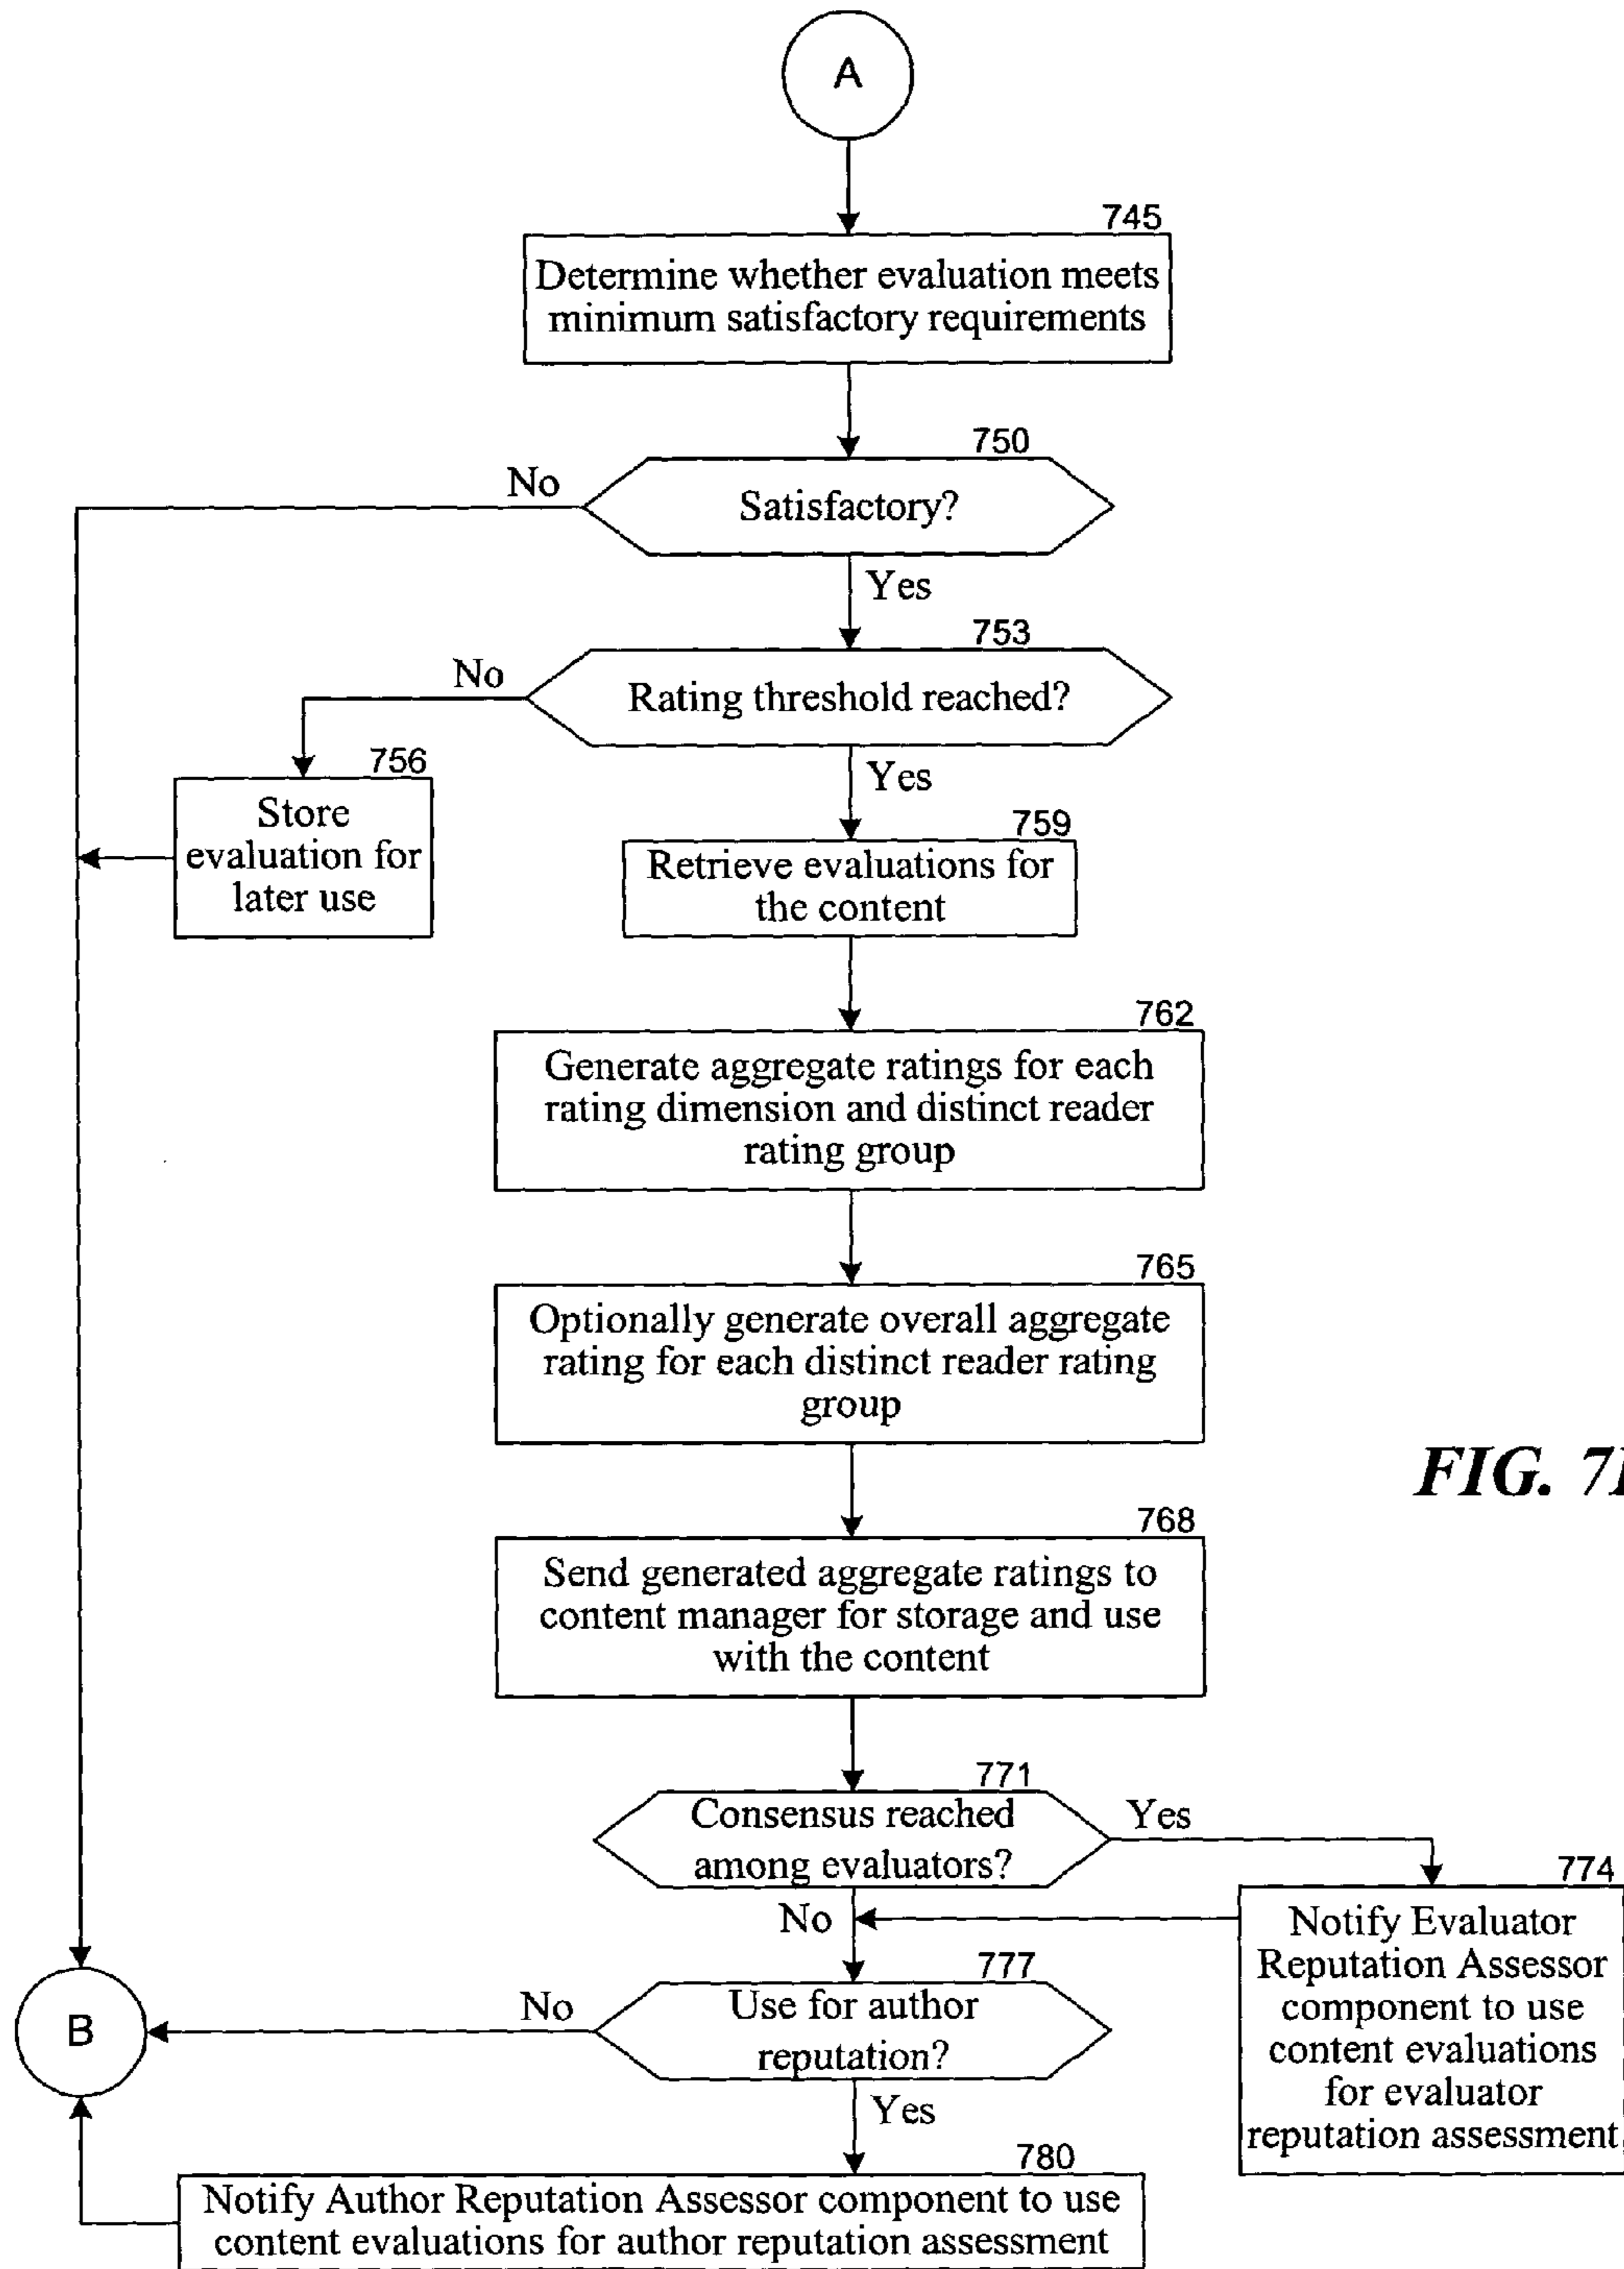 A
745
Determine whether evaluation meets
minimum satisfactory requirements
750
No
Satisfactory?
Yes
753
No
Rating threshold reached?
756
Yes
Store
evaluation for
later use
759
Retrieve evaluations for
the content
762
Generate aggregate ratings for each
rating dimension and distinct reader
rating group
765
Optionally generate overall aggregate
rating for each distinct reader rating
group
FIG. 7
768
Send generated aggregate ratings to
content manager for storage and use
with the content
771
Consensus reached
among evaluators?
Yes
774
No
Notify Evaluator
Reputation Assessor
component to use
content evaluations
for evaluator
reputation assessment
777
No
Use for author
reputation?
B
Yes
780
Notify Author Reputation Assessor component to use
content evaluations for author reputation assessment